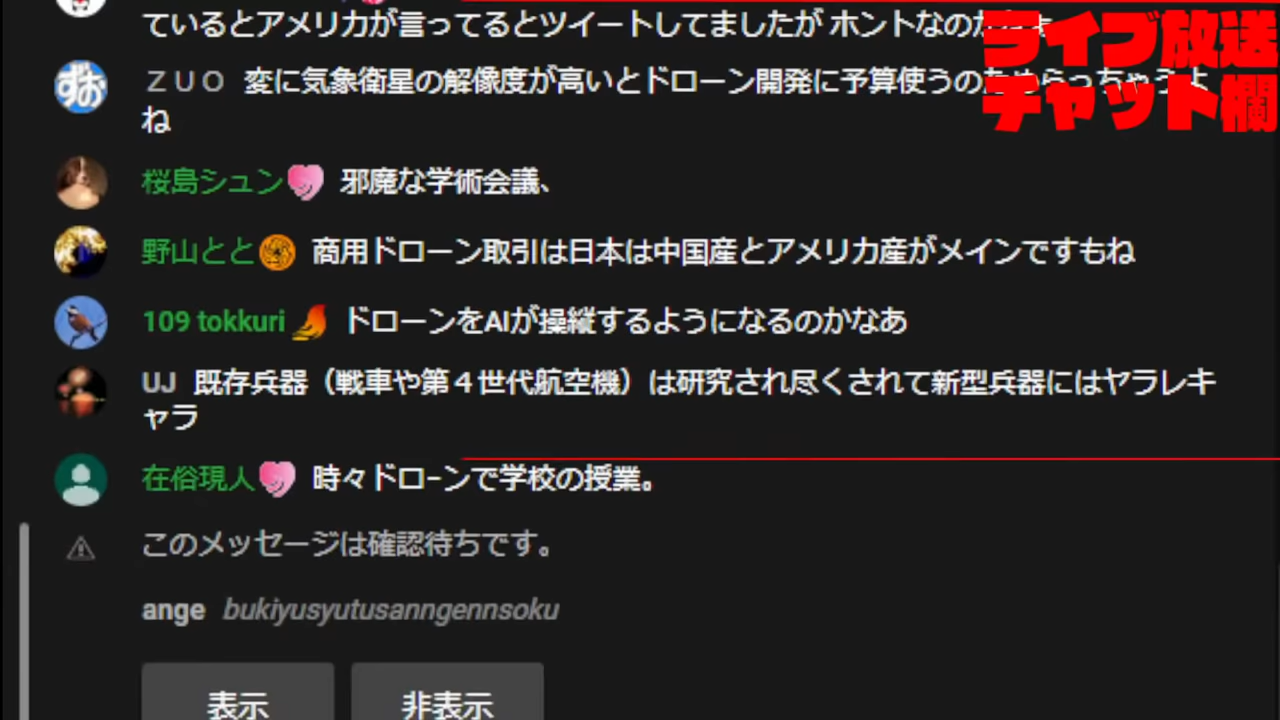 ているとアメリカが言ってるとツイートしてましたが ホントなのか
ライブ放送
チャット欄
ZUO 変に気象衛星の解像度が高いとドローン開発に予算使うのためらっちゃうよ
ね
桜島シュン 邪魔な学術会議、
野山とと 商用ドローン取引は日本は中国産とアメリカ産がメインですもね
109 tokkuri ドローンをAIが操縦するようになるのかなあ
UJ 既存兵器（戦車や第４世代航空機）は研究され尽くされて新型兵器にはヤラレキ
ャラ
在俗現人 時々ドローンで学校の授業。
このメッセージは確認待ちです。
ange bukiyusyutusanngennsoku
表示 非表示